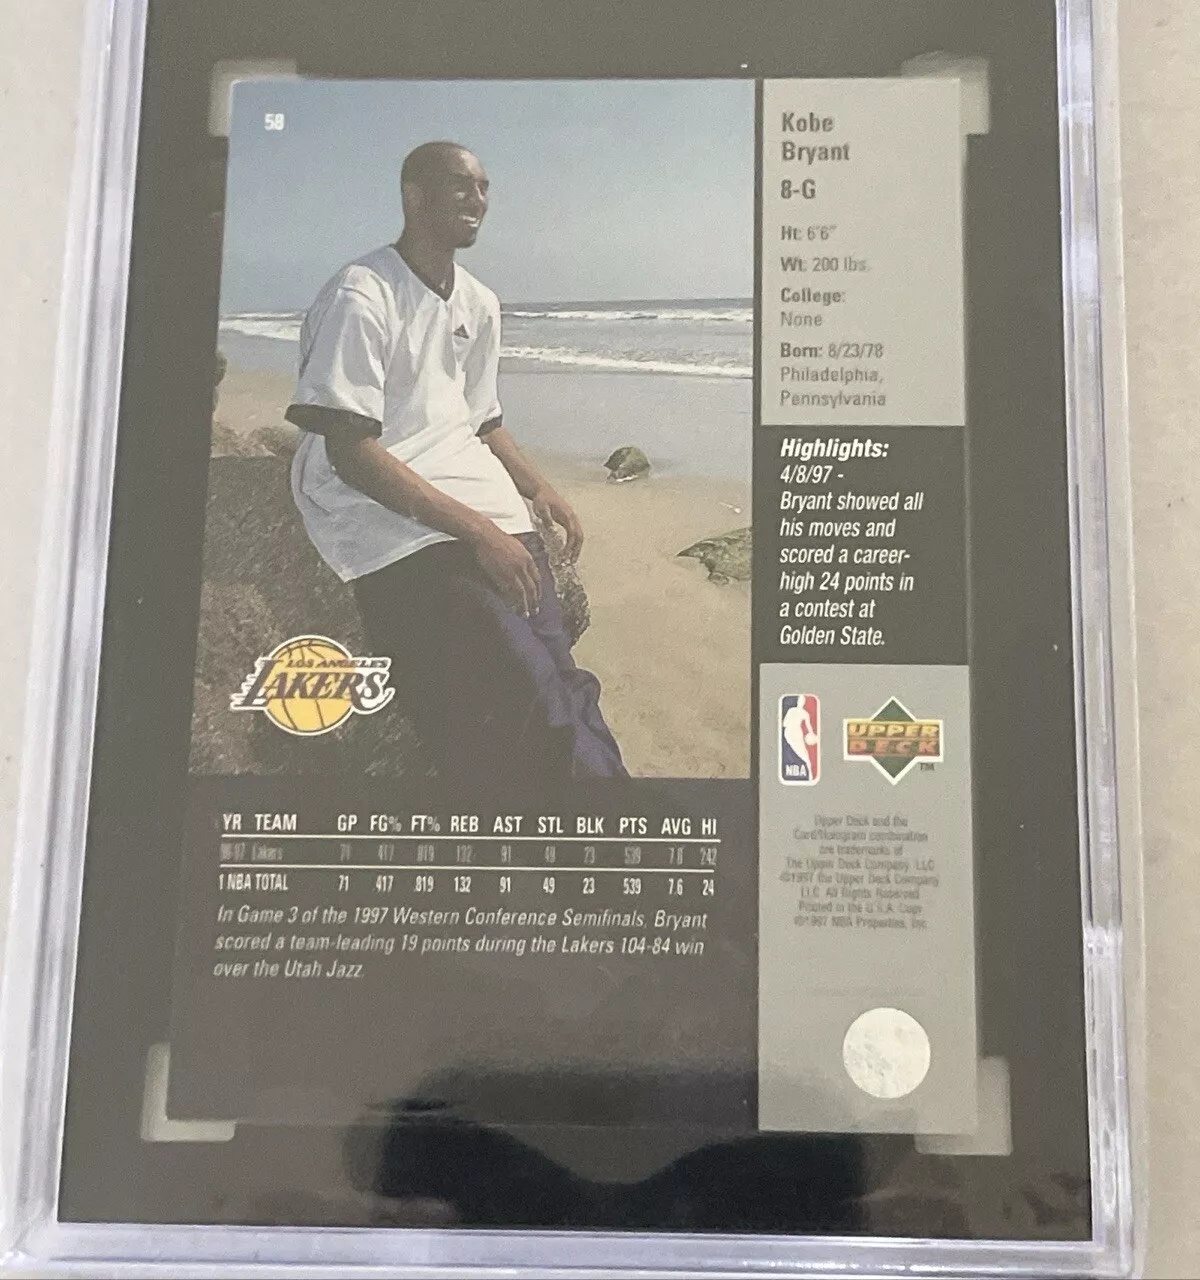 58
LOS ANGELES
LAKERS
Kobe
Bryant
8-G
Ht: 6'6"
Wt: 200 lbs.
College:
None
Born: 8/23/78
Philadelphia,
Pennsylvania
Highlights:
4/8/97 -
Bryant showed all
his moves and
scored a career-
high 24 points in
a contest at
Golden State.
NBA
UPPER
DECK
TM
YR TEAM GP FG% FT% REB AST STL BLK PTS AVG HI
96-97 Lakers 71 .417 .819 132 91 49 23 539 7.6 242
1 NBA TOTAL 71 .417 .819 132 91 49 23 539 7.6 24
In Game 3 of the 1997 Western Conference Semifinals, Bryant
scored a team-leading 19 points during the Lakers 104-84 win
over the Utah Jazz.
Upper Deck and the
Card/Hologram combination
are trademarks of
The Upper Deck Company, LLC
©1997 The Upper Deck Company
LLC. All Rights Reserved
Printed in the U.S.A.
©1997 NBA Properties, Inc.